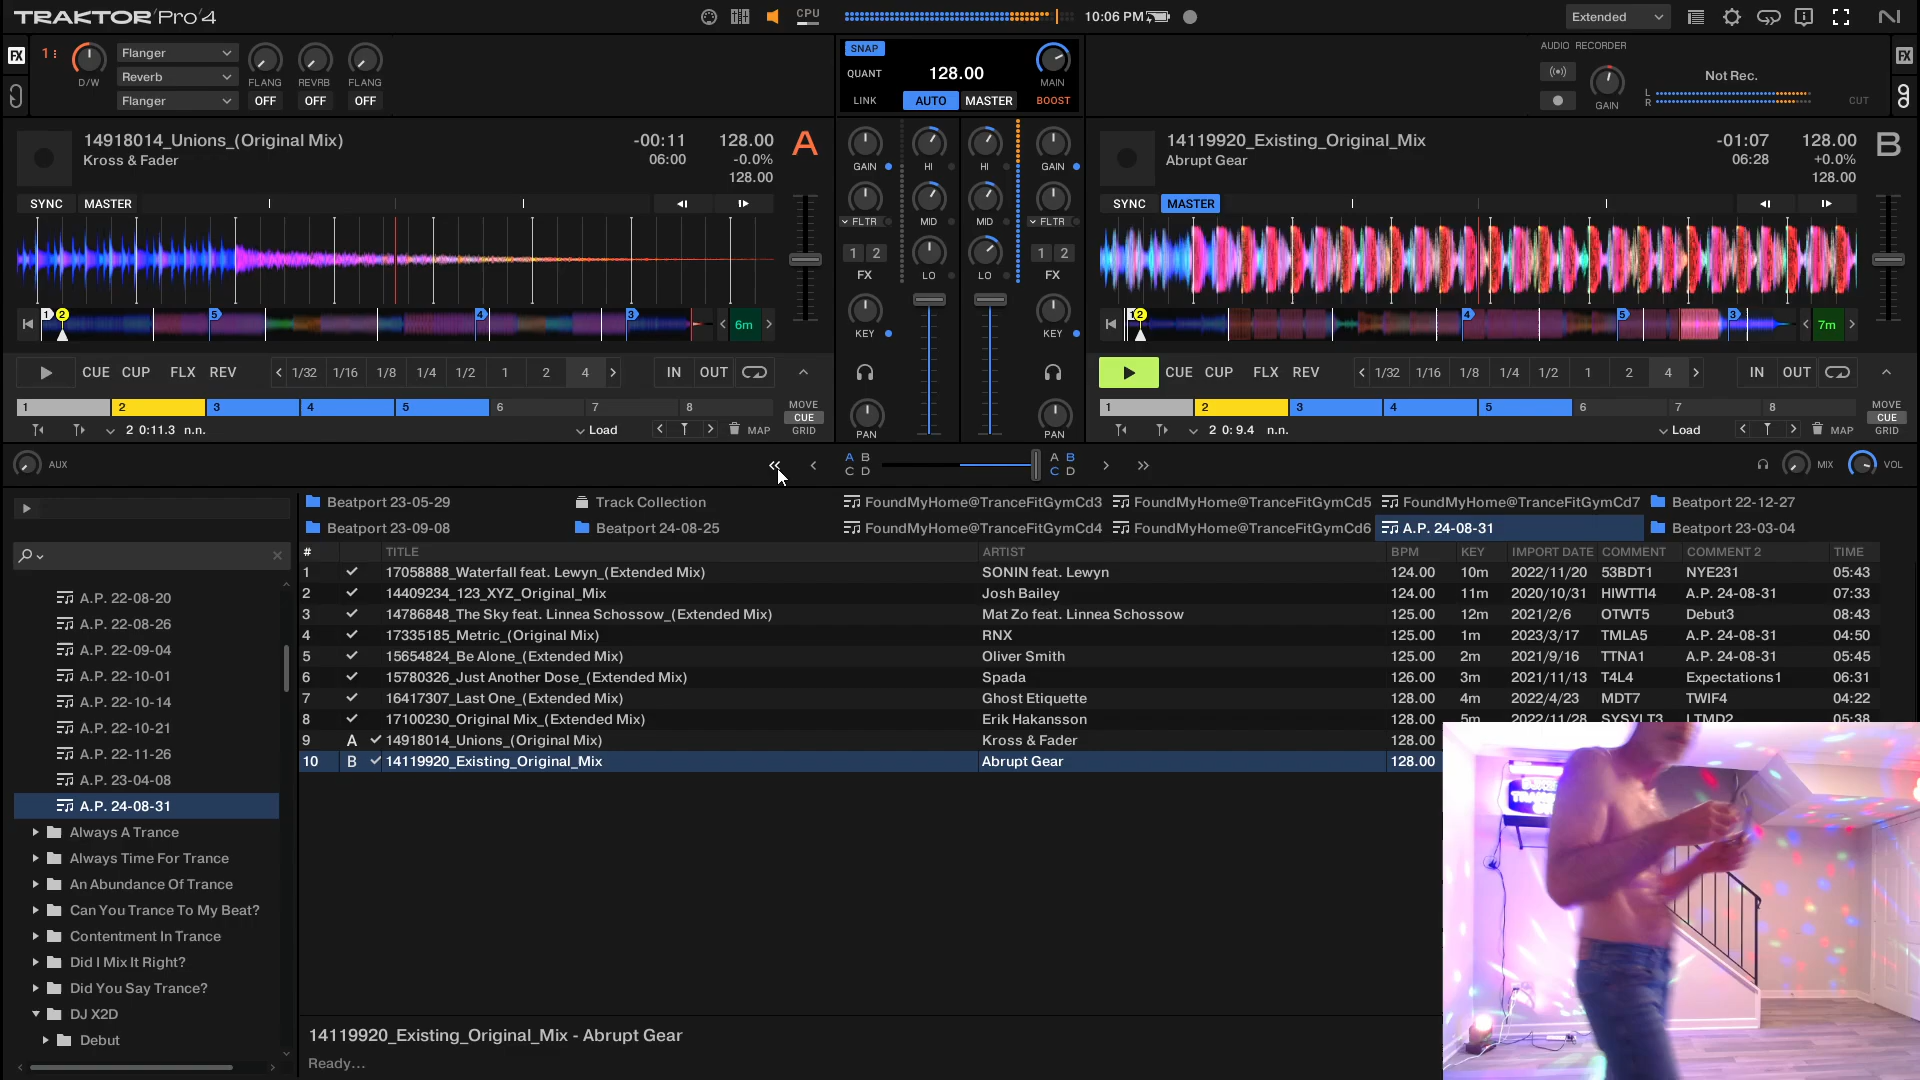 TRAKTOR Pro 4
CPU
10:06 PM
Extended
FX
1
D/W
Flanger
Reverb
Flanger
FLANG
REVRB
FLANG
OFF
OFF
OFF
SNAP
QUANT
LINK
128.00
AUTO
MASTER
MAIN
BOOST
AUDIO RECORDER
GAIN
L
R
Not Rec.
CUT
FX
14918014_Unions_(Original Mix)
Kross & Fader
-00:11
06:00
128.00
-0.0%
128.00
A
SYNC
MASTER
1
2
5
4
3
6m
CUE
CUP
FLX
REV
1/32
1/16
1/8
1/4
1/2
1
2
4
IN
OUT
1
2
3
4
5
6
7
8
MOVE
CUE
GRID
2 0:11.3 n.n.
Load
MAP
GAIN
HI
HI
GAIN
MID
MID
FLTR
FLTR
1 2
1 2
FX
LO
LO
FX
KEY
KEY
PAN
PAN
14119920_Existing_Original_Mix
Abrupt Gear
-01:07
06:28
128.00
+0.0%
128.00
B
SYNC
MASTER
1
2
4
5
3
7m
CUE
CUP
FLX
REV
1/32
1/16
1/8
1/4
1/2
1
2
4
IN
OUT
1
2
3
4
5
6
7
8
MOVE
CUE
GRID
2 0: 9.4 n.n.
Load
MAP
AUX
A B
C D
A B
C D
MIX
VOL
Beatport 23-05-29
Track Collection
FoundMyHome@TranceFitGymCd3
FoundMyHome@TranceFitGymCd5
FoundMyHome@TranceFitGymCd7
Beatport 22-12-27
Beatport 23-09-08
Beatport 24-08-25
FoundMyHome@TranceFitGymCd4
FoundMyHome@TranceFitGymCd6
A.P. 24-08-31
Beatport 23-03-04
A.P. 22-08-20
A.P. 22-08-26
A.P. 22-09-04
A.P. 22-10-01
A.P. 22-10-14
A.P. 22-10-21
A.P. 22-11-26
A.P. 23-04-08
A.P. 24-08-31
Always A Trance
Always Time For Trance
An Abundance Of Trance
Can You Trance To My Beat?
Contentment In Trance
Did I Mix It Right?
Did You Say Trance?
DJ X2D
Debut
# TITLE ARTIST BPM KEY IMPORT DATE COMMENT COMMENT 2 TIME
1 17058888_Waterfall feat. Lewyn_(Extended Mix) SONIN feat. Lewyn 124.00 10m 2022/11/20 53BDT1 NYE231 05:43
2 14409234_123_XYZ_Original_Mix Josh Bailey 124.00 11m 2020/10/31 HIWTTI4 A.P. 24-08-31 07:33
3 14786848_The Sky feat. Linnea Schossow_(Extended Mix) Mat Zo feat. Linnea Schossow 125.00 12m 2021/2/6 OTWT5 Debut3 08:43
4 17335185_Metric_(Original Mix) RNX 125.00 1m 2023/3/17 TMLA5 A.P. 24-08-31 04:50
5 15654824_Be Alone_(Extended Mix) Oliver Smith 125.00 2m 2021/9/16 TTNA1 A.P. 24-08-31 05:45
6 15780326_Just Another Dose_(Extended Mix) Spada 126.00 3m 2021/11/13 T4L4 Expectations1 06:31
7 16417307_Last One_(Extended Mix) Ghost Etiquette 128.00 4m 2022/4/23 MDT7 TWIF4 04:22
8 17100230_Original Mix_(Extended Mix) Erik Hakansson 128.00 5m 2022/11/28 SYSYLT3 LTMD2 05:38
9 A 14918014_Unions_(Original Mix) Kross & Fader 128.00
10 B 14119920_Existing_Original_Mix Abrupt Gear 128.00
14119920_Existing_Original_Mix - Abrupt Gear
Ready...